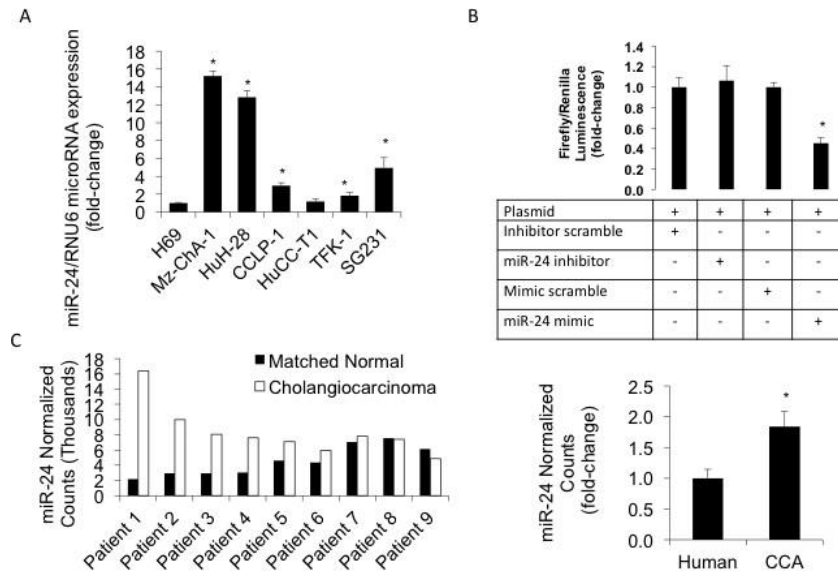 A
miR-24/RNU6 microRNA expression
(fold-change)
18
16
14
12
10
8
6
4
2
0
*
*
*
*
*
H69
Mz-ChA-1
HuH-28
CCLP-1
HuCC-T1
TFK-1
SG231
B
Firefly/Renilla
Luminescence
(fold-change)
1.4
1.2
1.0
0.8
0.6
0.4
0.2
0.0
*
Plasmid + + + +
Inhibitor scramble + - - -
miR-24 inhibitor - + - -
Mimic scramble - - + -
miR-24 mimic - - - +
C
miR-24 Normalized
Counts (Thousands)
18
16
14
12
10
8
6
4
2
0
Matched Normal
Cholangiocarcinoma
Patient 1
Patient 2
Patient 3
Patient 4
Patient 5
Patient 6
Patient 7
Patient 8
Patient 9
miR-24 Normalized
Counts
(fold-change)
2.5
2.0
1.5
1.0
0.5
0.0
*
Human
CCA